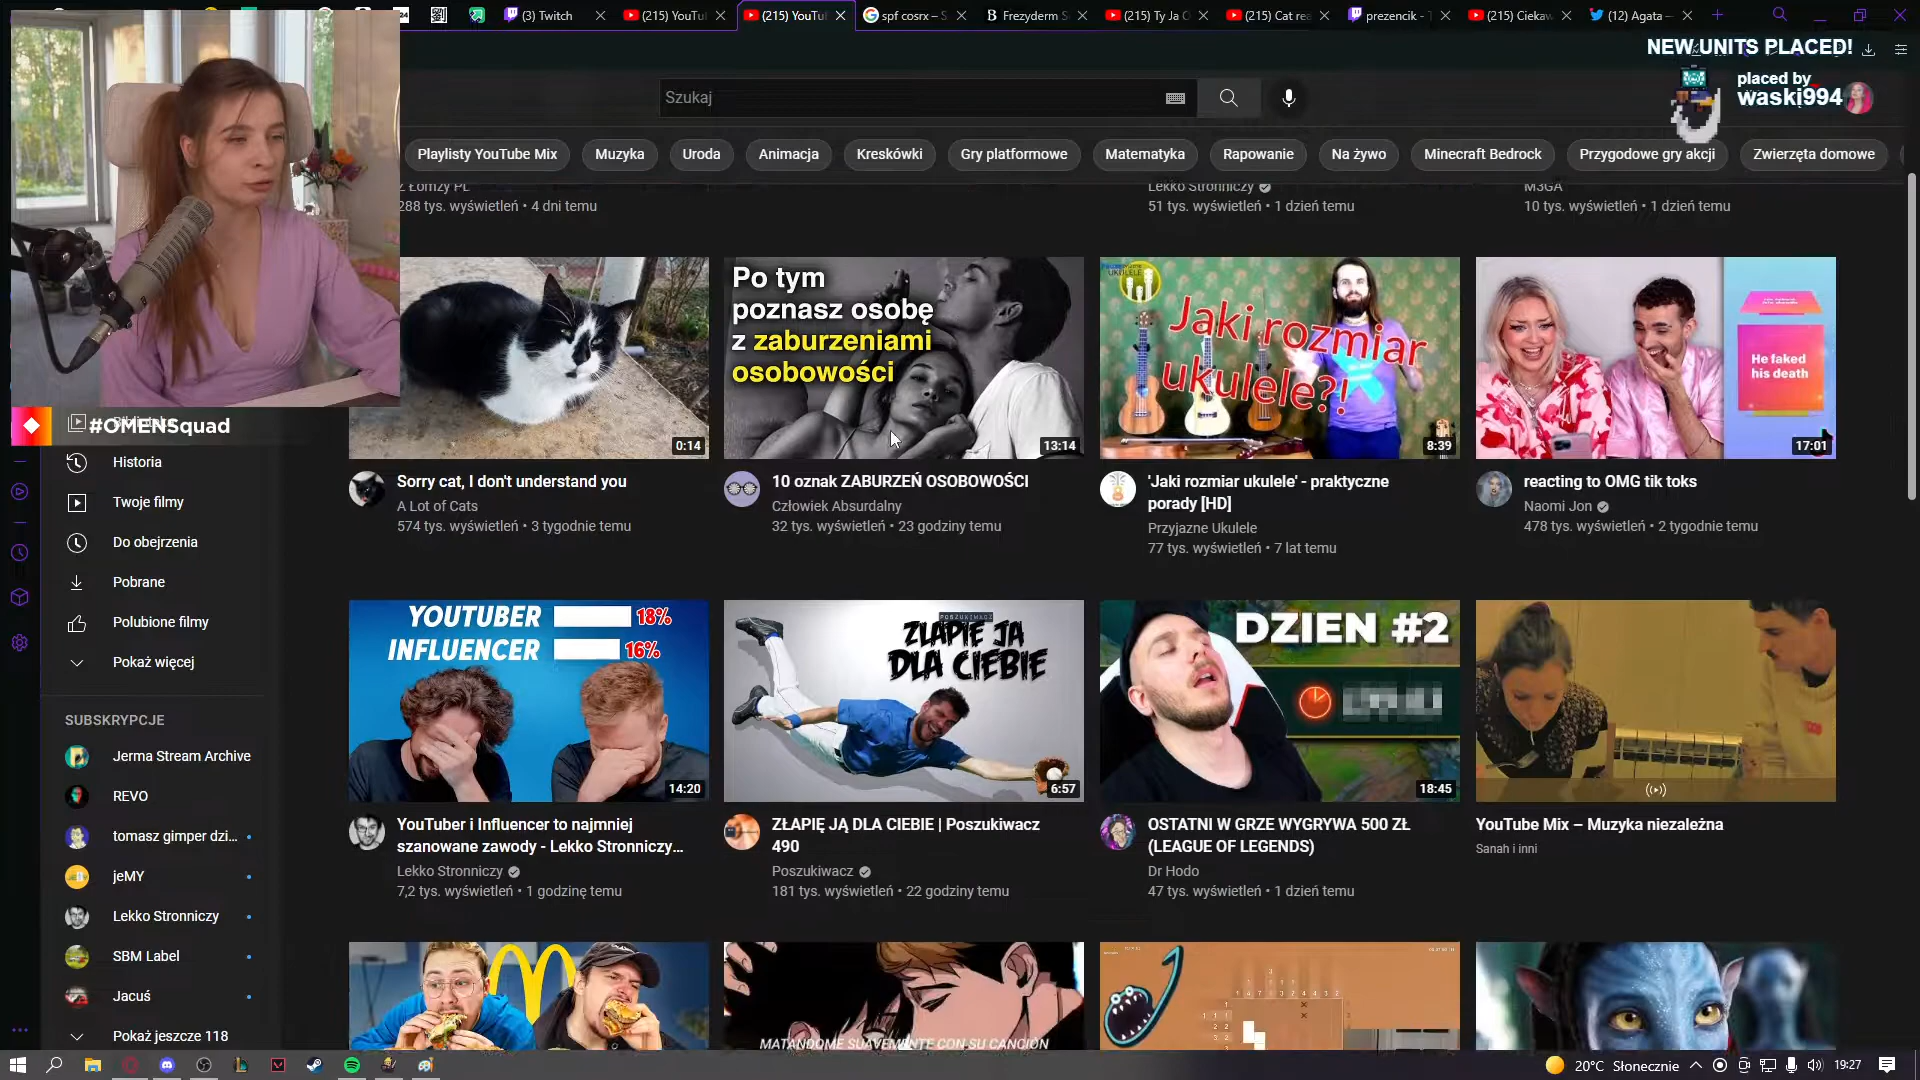 (3) Twitch
(215) YouTu
(215) YouTu
spf cosrx – S
Frezyderm S
(215) Ty Ja
(215) Cat rea
prezencik -
(215) Ciekaw
(12) Agata –
NEW UNITS PLACED!
placed by
waski994
Szukaj
Playlisty YouTube Mix
Muzyka
Uroda
Animacja
Kreskówki
Gry platformowe
Matematyka
Rapowanie
Na żywo
Minecraft Bedrock
Przygodowe gry akcji
Zwierzęta domowe
z Łomży PL
288 tys. wyświetleń • 4 dni temu
Lekko Stronniczy
51 tys. wyświetleń • 1 dzień temu
M3GA
10 tys. wyświetleń • 1 dzień temu
#OMENSquad
Historia
Twoje filmy
Do obejrzenia
Pobrane
Polubione filmy
Pokaż więcej
SUBSKRYPCJE
Jerma Stream Archive
REVO
tomasz gimper dzi...
jeMY
Lekko Stronniczy
SBM Label
Jacuś
Pokaż jeszcze 118
0:14
Sorry cat, I don't understand you
A Lot of Cats
574 tys. wyświetleń • 3 tygodnie temu
Po tym
poznasz osobę
z zaburzeniami
osobowości
13:14
10 oznak ZABURZEŃ OSOBOWOŚCI
Człowiek Absurdalny
32 tys. wyświetleń • 23 godziny temu
UKULELE
Jaki rozmiar
ukulele?!
8:39
'Jaki rozmiar ukulele' - praktyczne
porady [HD]
Przyjazne Ukulele
77 tys. wyświetleń • 7 lat temu
He faked
his death
17:01
reacting to OMG tik toks
Naomi Jon
478 tys. wyświetleń • 2 tygodnie temu
YOUTUBER 18%
INFLUENCER 16%
14:20
YouTuber i Influencer to najmniej
szanowane zawody - Lekko Stronniczy...
Lekko Stronniczy
7,2 tys. wyświetleń • 1 godzinę temu
POSZUKIWACZ
ZŁAPIĘ JĄ
DLA CIEBIE
6:57
ZŁAPIĘ JĄ DLA CIEBIE | Poszukiwacz
490
Poszukiwacz
181 tys. wyświetleń • 22 godziny temu
DZIEŃ #2
18:45
OSTATNI W GRZE WYGRYWA 500 ZŁ
(LEAGUE OF LEGENDS)
Dr Hodo
47 tys. wyświetleń • 1 dzień temu
YouTube Mix – Muzyka niezależna
Sanah i inni
MATANDOME SUAVEMENTE CON SU CANCIÓN
20°C Słonecznie
19:27